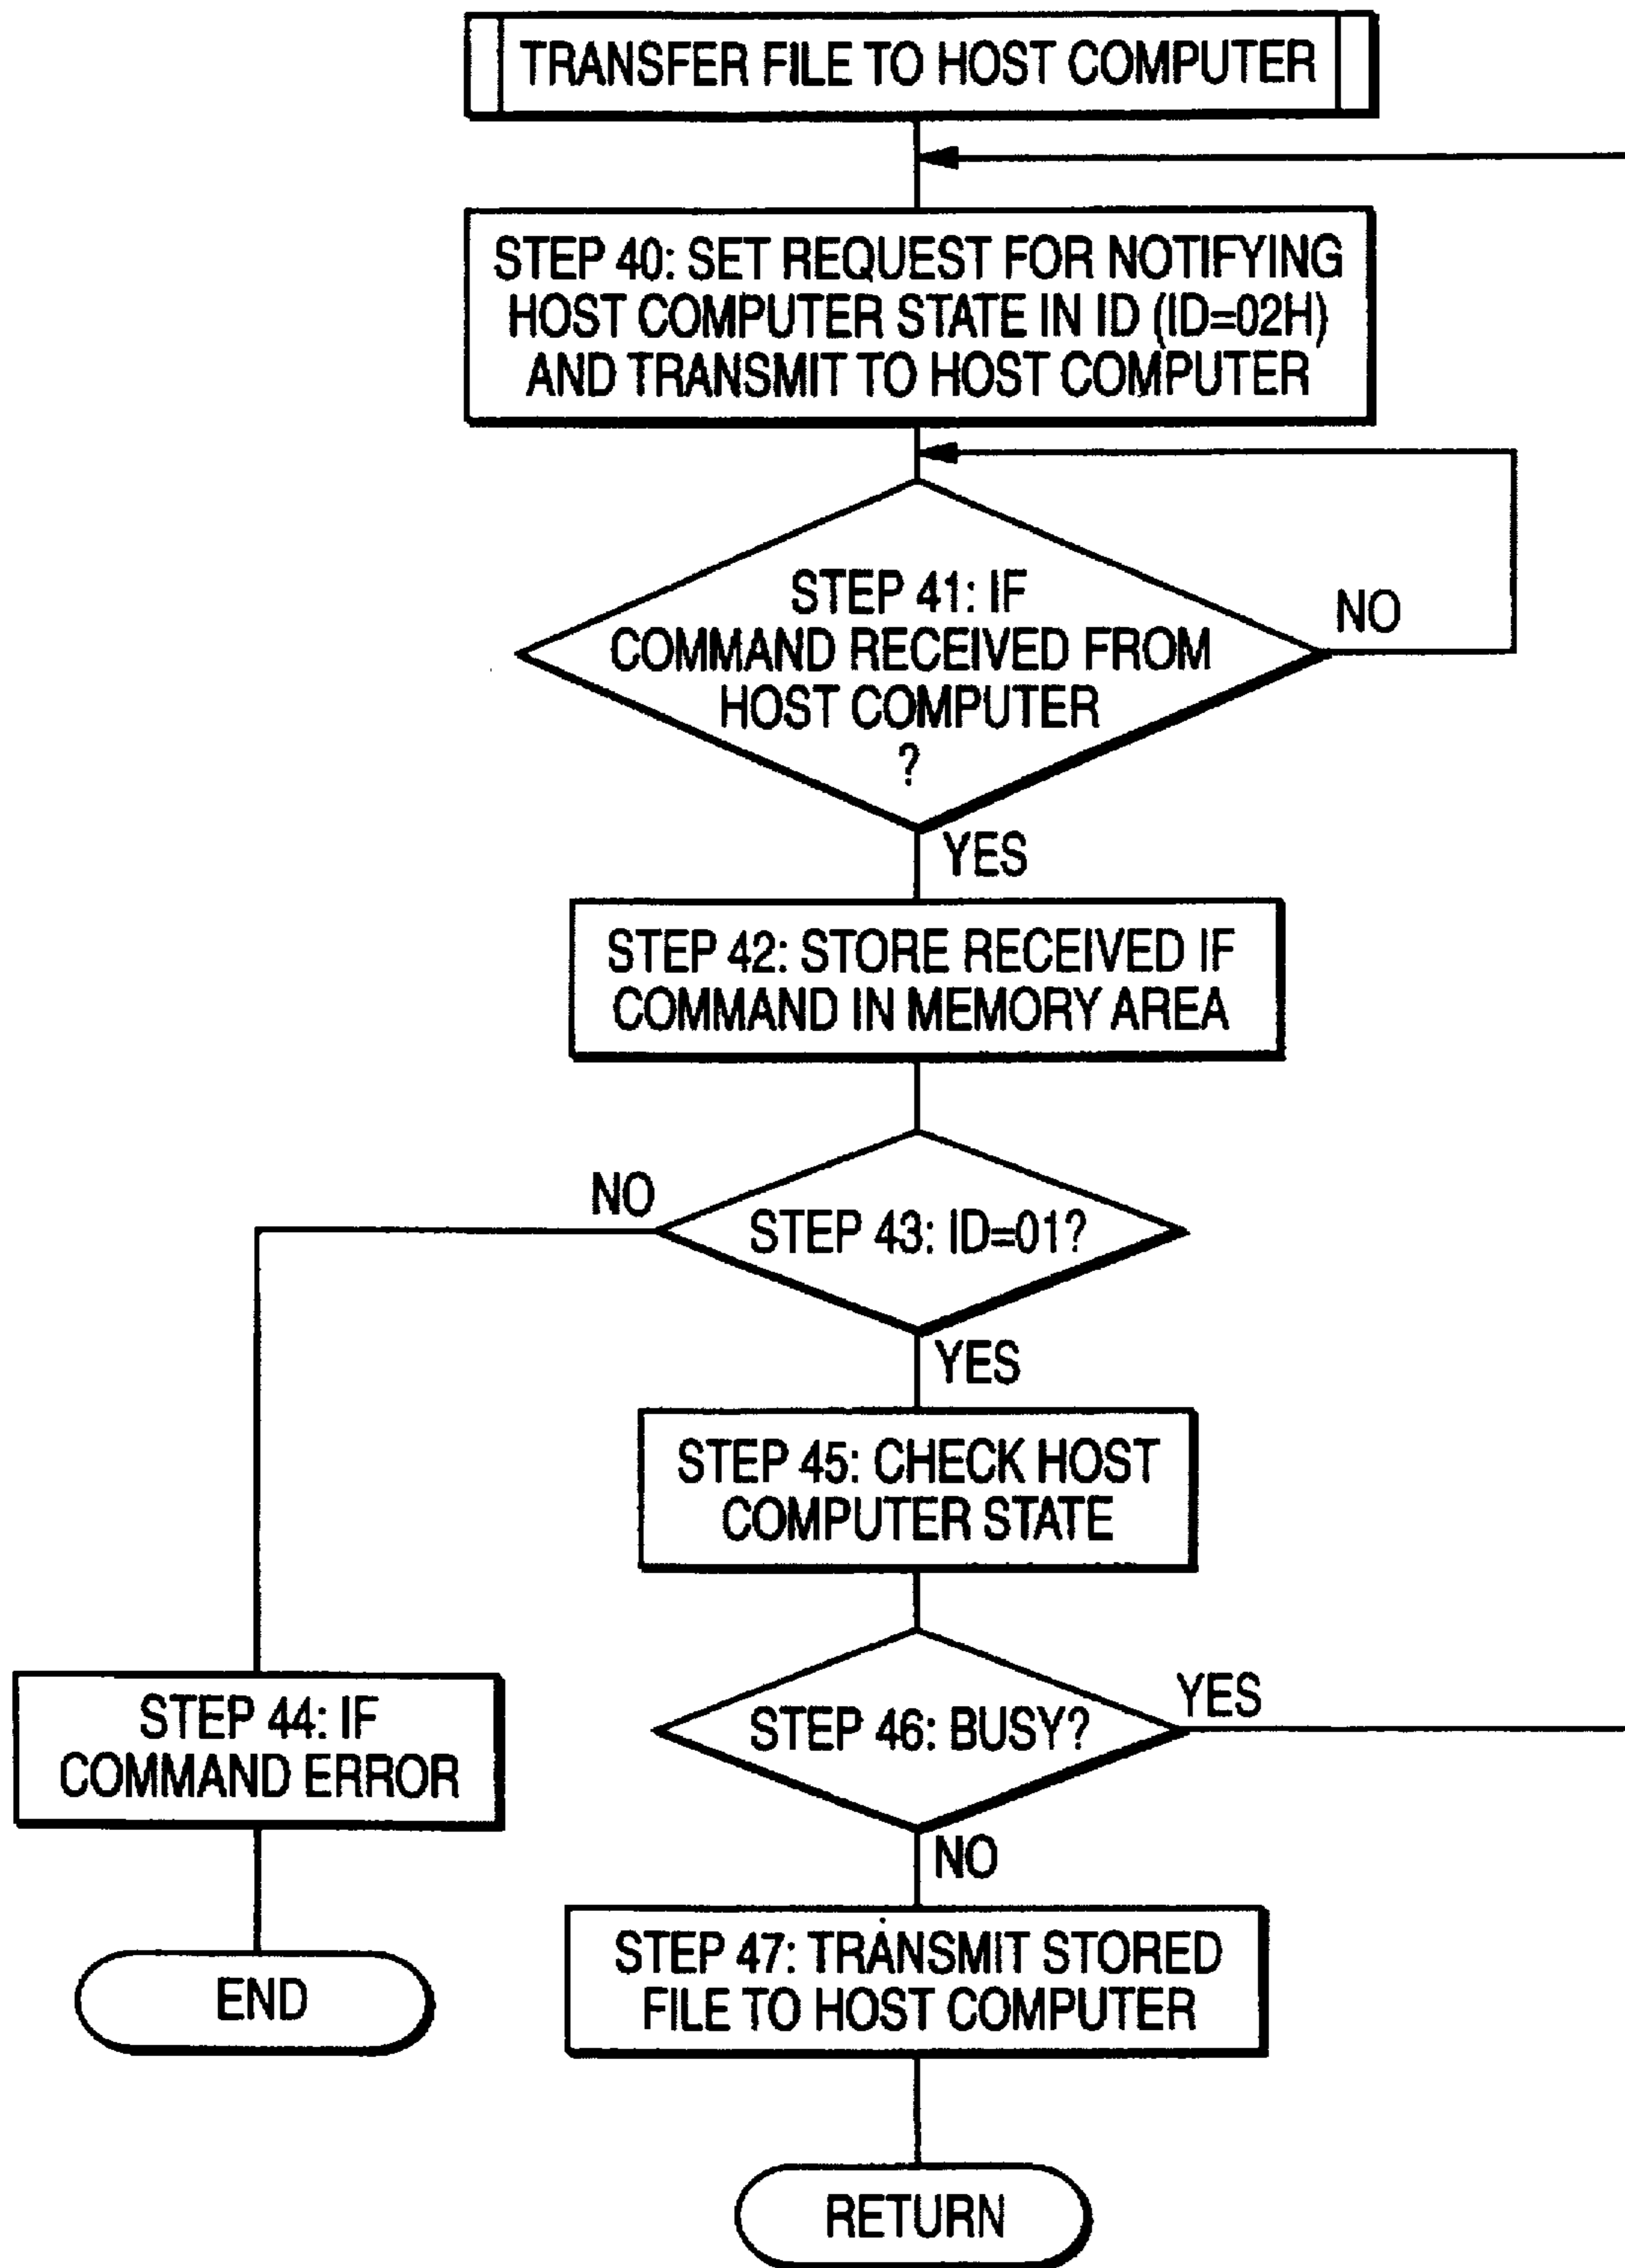 TRANSFER FILE TO HOST COMPUTER
STEP 40: SET REQUEST FOR NOTIFYING
HOST COMPUTER STATE IN ID (ID=02H)
AND TRANSMIT TO HOST COMPUTER
STEP 41: IF
COMMAND RECEIVED FROM
HOST COMPUTER
?
NO
YES
STEP 42: STORE RECEIVED IF
COMMAND IN MEMORY AREA
NO
STEP 43: ID=01?
YES
STEP 45: CHECK HOST
COMPUTER STATE
STEP 44: IF
COMMAND ERROR
STEP 46: BUSY?
YES
NO
END
STEP 47: TRANSMIT STORED
FILE TO HOST COMPUTER
RETURN